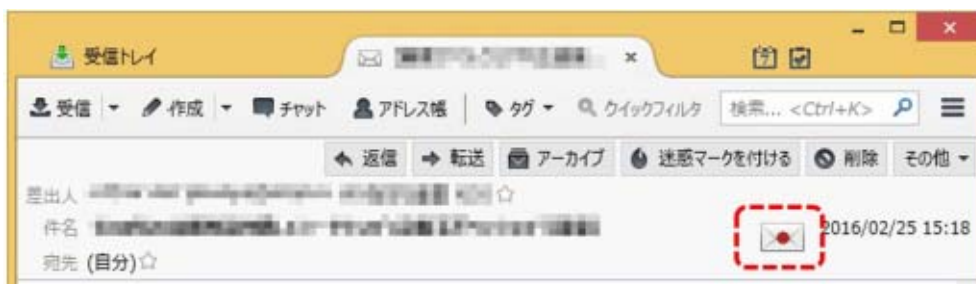 受信トレイ
受信 作成 チャット アドレス帳 タグ クイックフィルタ 検索... <Ctrl+K>
返信 転送 アーカイブ 迷惑マークを付ける 削除 その他
差出人
件名 2016/02/25 15:18
宛先 (自分)